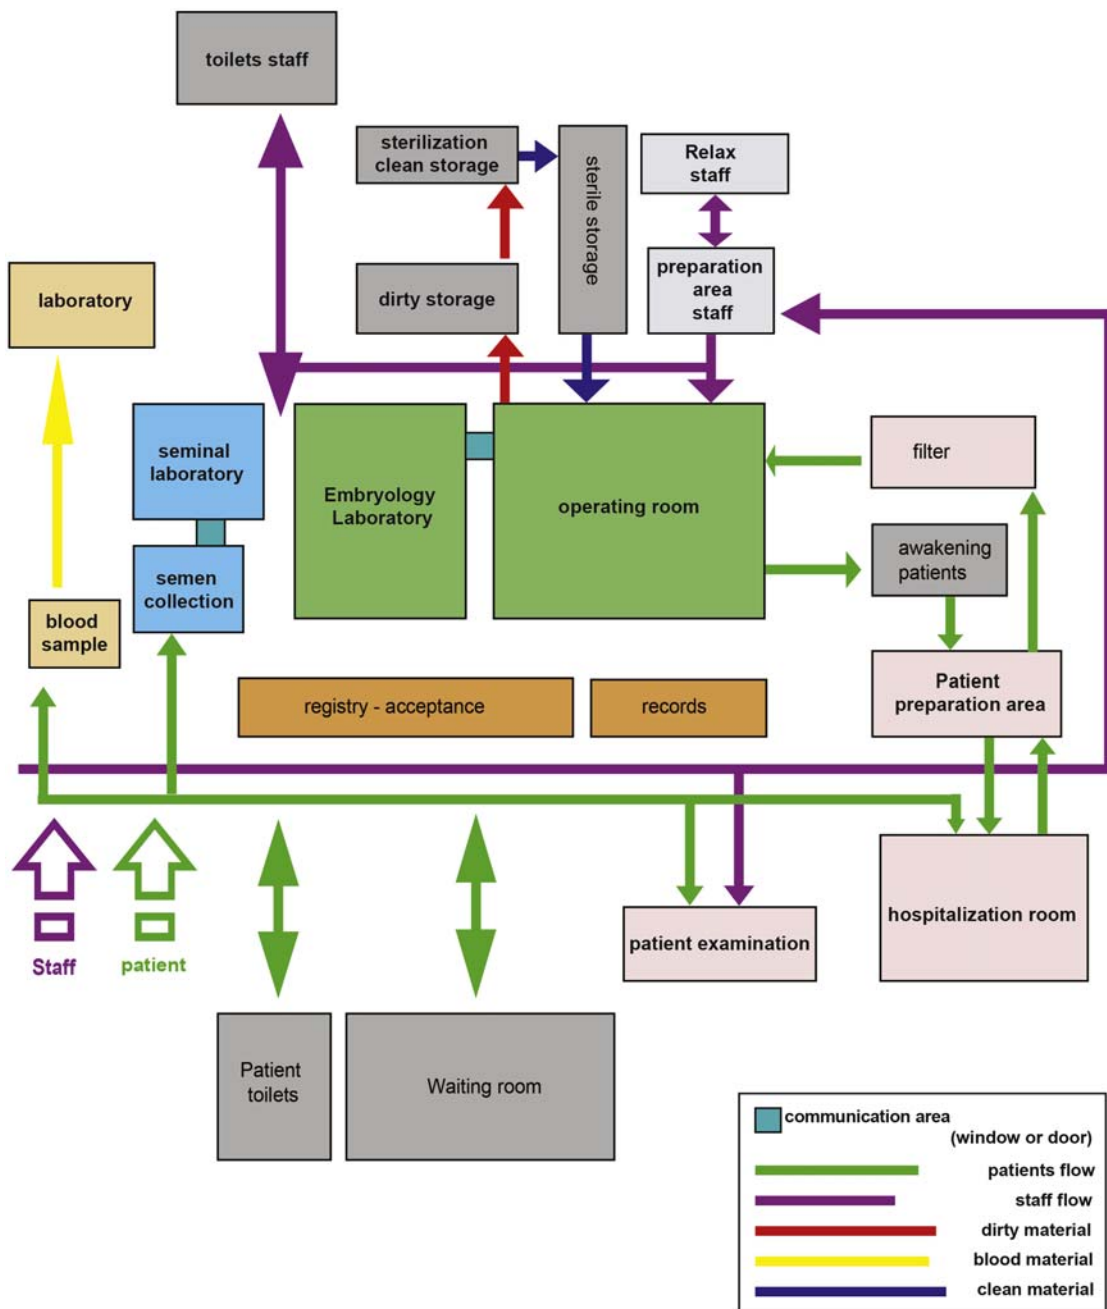 toilets staff
sterilization
clean storage
sterile storage
Relax
staff
laboratory
dirty storage
preparation
area
staff
seminal
laboratory
Embryology
Laboratory
operating room
filter
awakening
patients
semen
collection
blood
sample
Patient
preparation area
registry - acceptance
records
Staff
patient
patient examination
hospitalization room
Patient
toilets
Waiting room
communication area
(window or door)
patients flow
staff flow
dirty material
blood material
clean material